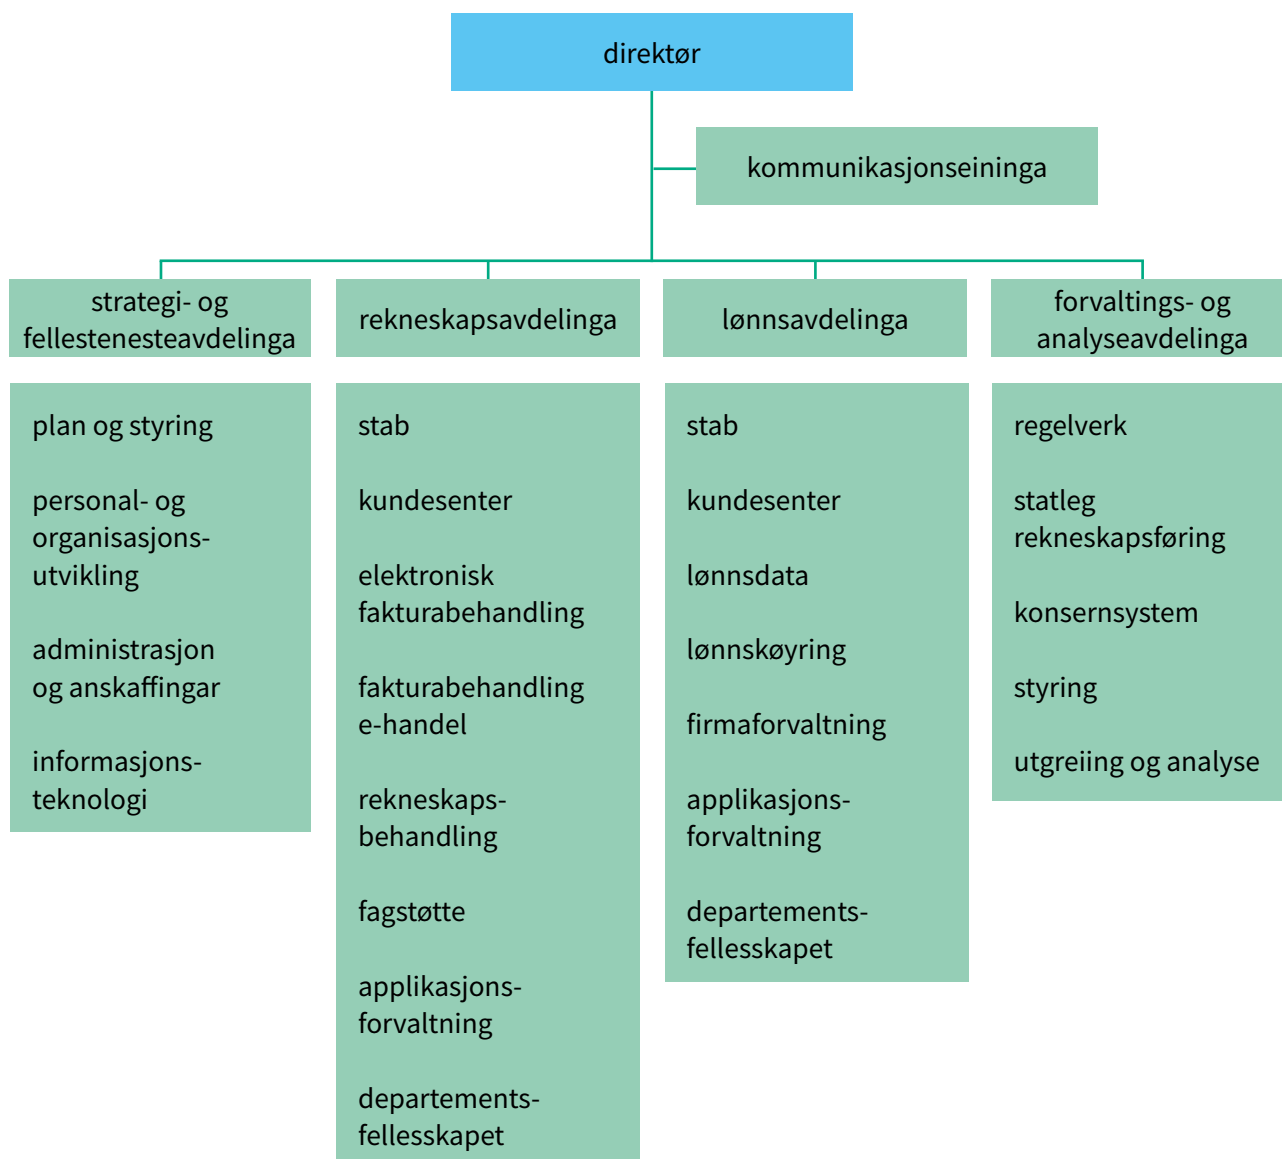 direktør
kommunikasjonseininga
strategi- og
fellestenesteavdelinga
rekneskapsavdelinga
lønnsavdelinga
forvaltings- og
analyseavdelinga
plan og styring
personal- og
organisasjons-
utvikling
administrasjon
og anskaffingar
informasjons-
teknologi
stab
kundesenter
elektronisk
fakturabehandling
fakturabehandling
e-handel
rekneskaps-
behandling
fagstøtte
applikasjons-
forvaltning
departements-
fellesskapet
stab
kundesenter
lønnsdata
lønnskøyring
firmaforvaltning
applikasjons-
forvaltning
departements-
fellesskapet
regelverk
statleg
rekneskapsføring
konsernsystem
styring
utgreiing og analyse